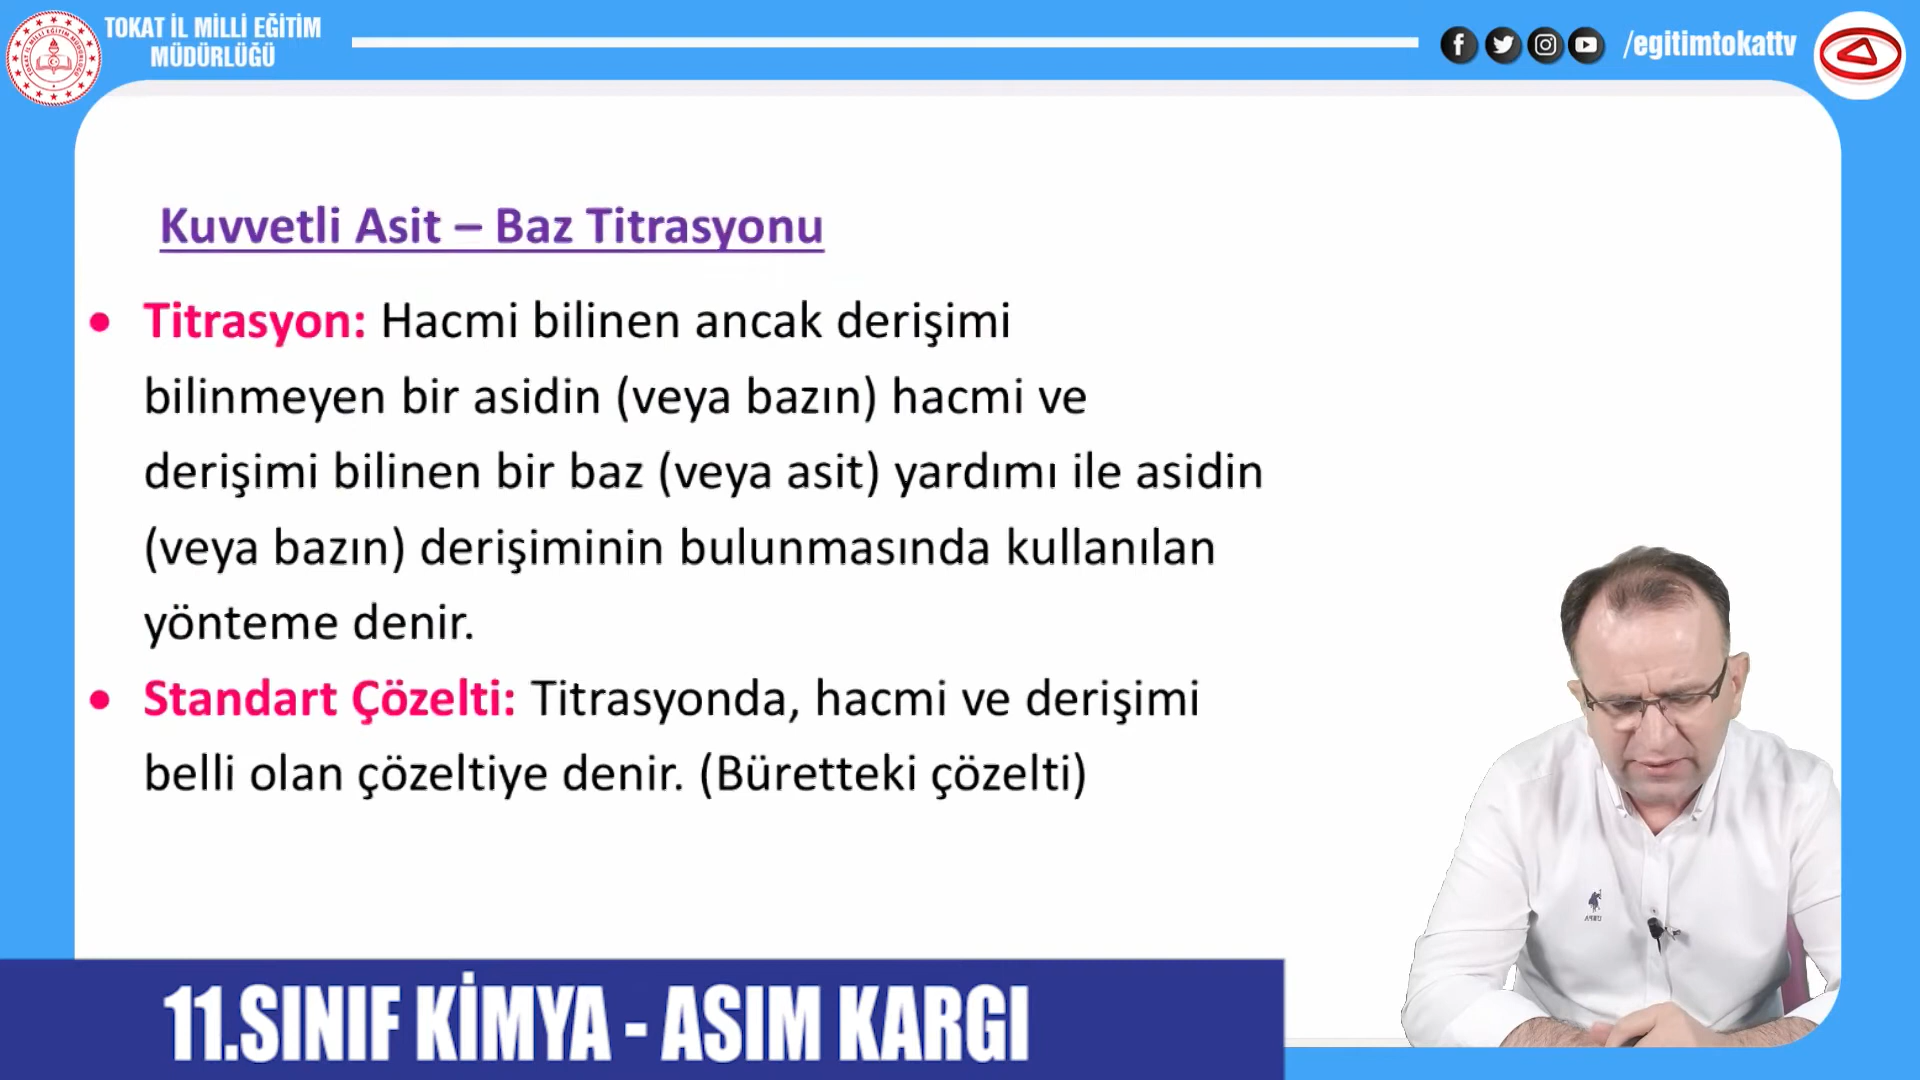 TOKAT İL MİLLİ EĞİTİM
MÜDÜRLÜĞÜ
/egitimtokattv
Kuvvetli Asit – Baz Titrasyonu
• Titrasyon: Hacmi bilinen ancak derişimi
bilinmeyen bir asidin (veya bazın) hacmi ve
derişimi bilinen bir baz (veya asit) yardımı ile asidin
(veya bazın) derişiminin bulunmasında kullanılan
yönteme denir.
• Standart Çözelti: Titrasyonda, hacmi ve derişimi
belli olan çözeltiye denir. (Büretteki çözelti)
11.SINIF KİMYA - ASIM KARGI